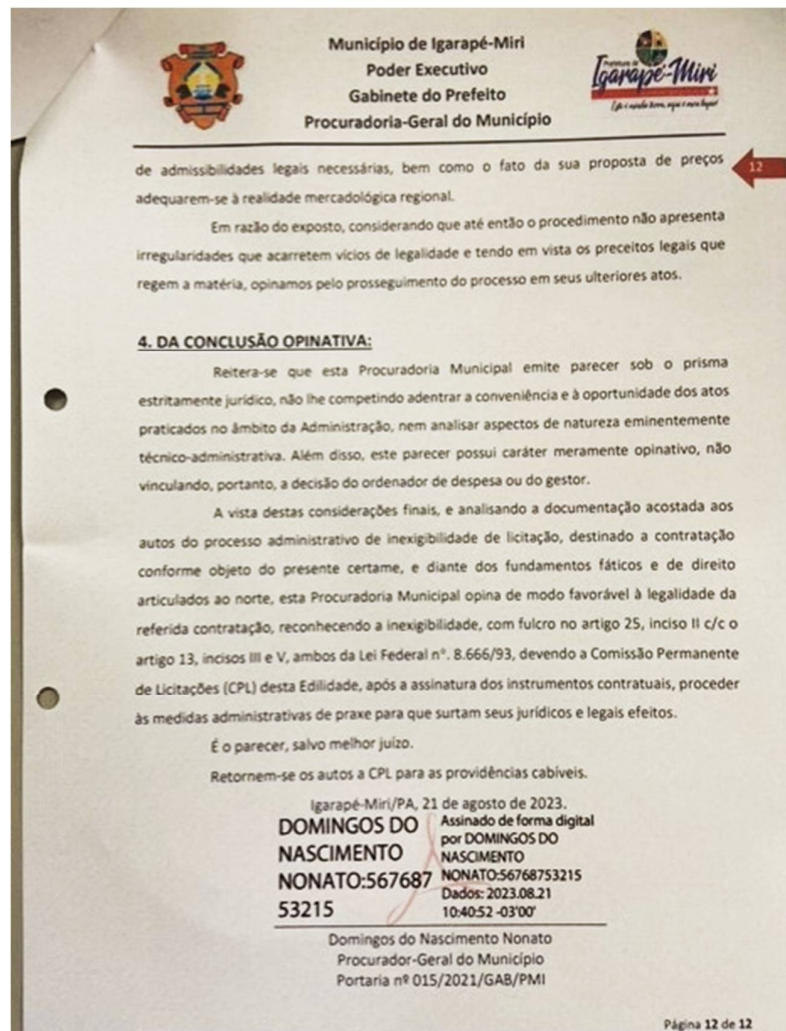 Município de Igarapé-Miri
Poder Executivo
Gabinete do Prefeito
Procuradoria-Geral do Município
Prefeitura de
Igarapé-Miri
12
de admissibilidades legais necessárias, bem como o fato da sua proposta de preços
adequarem-se à realidade mercadológica regional.
Em razão do exposto, considerando que até então o procedimento não apresenta
irregularidades que acarretem vícios de legalidade e tendo em vista os preceitos legais que
regem a matéria, opinamos pelo prosseguimento do processo em seus ulteriores atos.
4. DA CONCLUSÃO OPINATIVA:
Reitera-se que esta Procuradoria Municipal emite parecer sob o prisma
estritamente jurídico, não lhe competindo adentrar a conveniência e à oportunidade dos atos
praticados no âmbito da Administração, nem analisar aspectos de natureza eminentemente
técnico-administrativa. Além disso, este parecer possui caráter meramente opinativo, não
vinculando, portanto, a decisão do ordenador de despesa ou do gestor.
A vista destas considerações finais, e analisando a documentação acostada aos
autos do processo administrativo de inexigibilidade de licitação, destinado a contratação
conforme objeto do presente certame, e diante dos fundamentos fáticos e de direito
articulados ao norte, esta Procuradoria Municipal opina de modo favorável à legalidade da
referida contratação, reconhecendo a inexigibilidade, com fulcro no artigo 25, inciso II c/c o
artigo 13, incisos III e V, ambos da Lei Federal nº. 8.666/93, devendo a Comissão Permanente
de Licitações (CPL) desta Edilidade, após a assinatura dos instrumentos contratuais, proceder
às medidas administrativas de praxe para que surtam seus jurídicos e legais efeitos.
É o parecer, salvo melhor juízo.
Retornem-se os autos a CPL para as providências cabíveis.
Igarapé-Miri/PA, 21 de agosto de 2023.
DOMINGOS DO
NASCIMENTO
NONATO:567687
53215
Assinado de forma digital
por DOMINGOS DO
NASCIMENTO
NONATO:56768753215
Dados: 2023.08.21
10:40:52 -03'00'
Domingos do Nascimento Nonato
Procurador-Geral do Município
Portaria nº 015/2021/GAB/PMI
Página 12 de 12